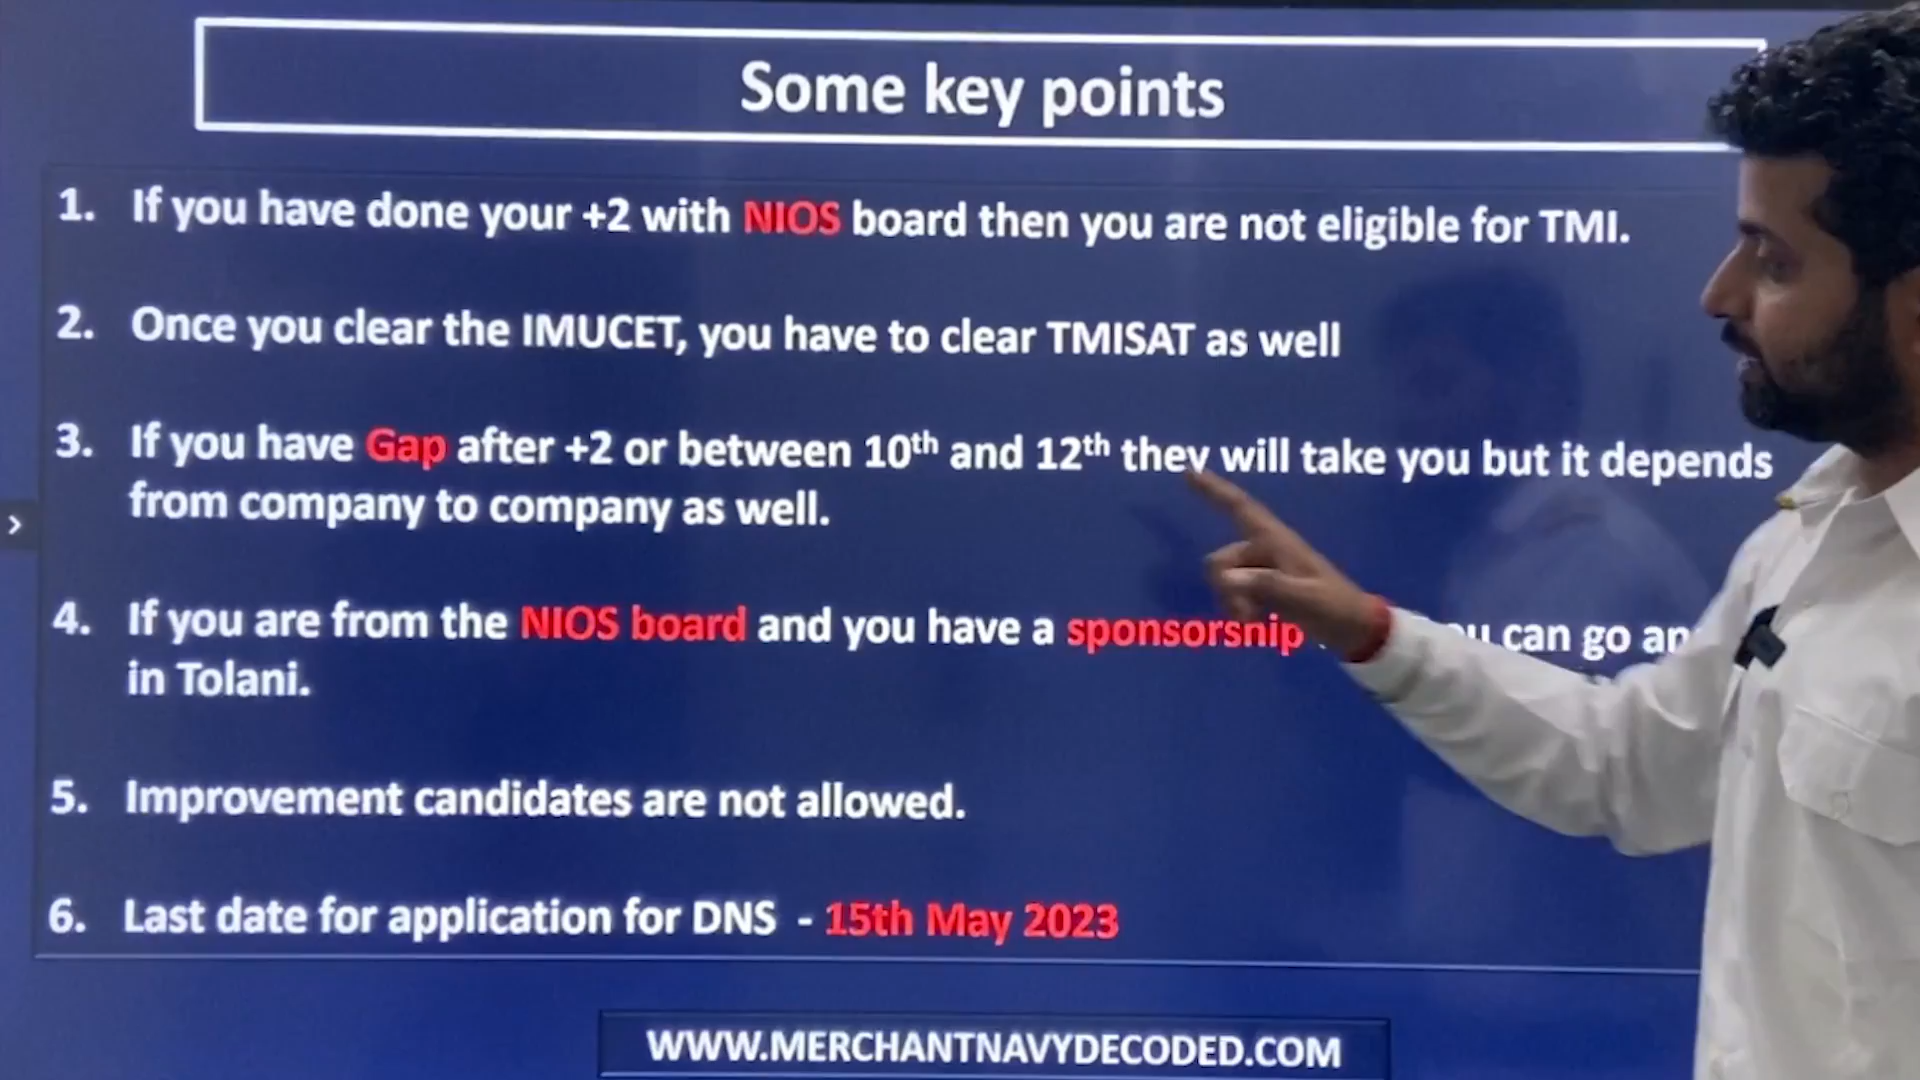 Some key points
1. If you have done your +2 with NIOS board then you are not eligible for TMI.
2. Once you clear the IMUCET, you have to clear TMISAT as well
3. If you have Gap after +2 or between 10th and 12th they will take you but it depends
from company to company as well.
4. If you are from the NIOS board and you have a sponsorship can go
in Tolani.
5. Improvement candidates are not allowed.
6. Last date for application for DNS - 15th May 2023
WWW.MERCHANTNAVYDECODED.COM